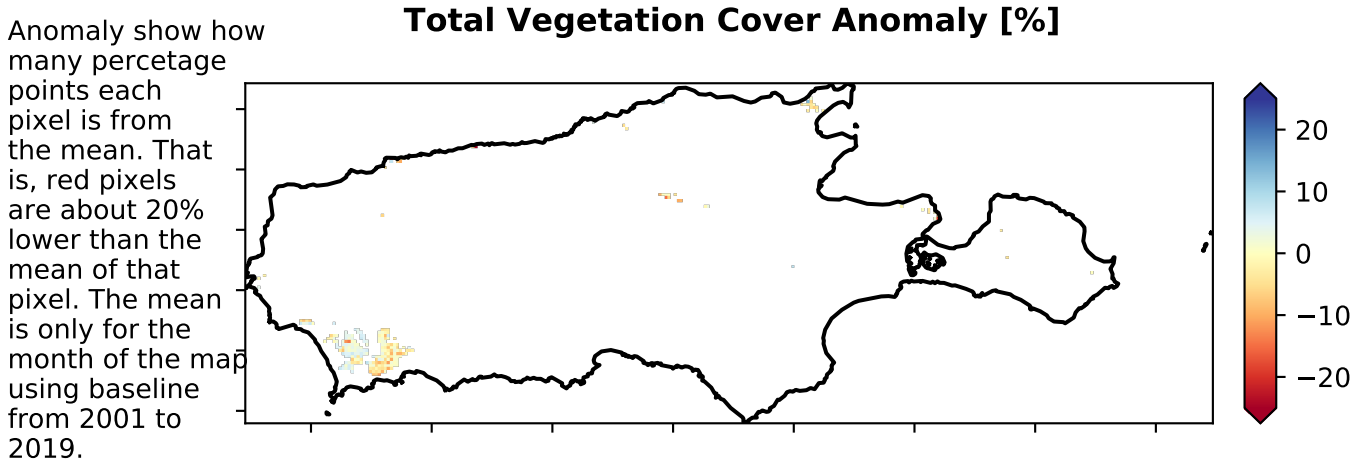 Total Vegetation Cover Anomaly [%]
Anomaly show how
many percetage
points each
pixel is from
the mean. That
is, red pixels
are about 20%
lower than the
mean of that
pixel. The mean
is only for the
month of the map
using baseline
from 2001 to
2019.
20
10
0
−10
−20